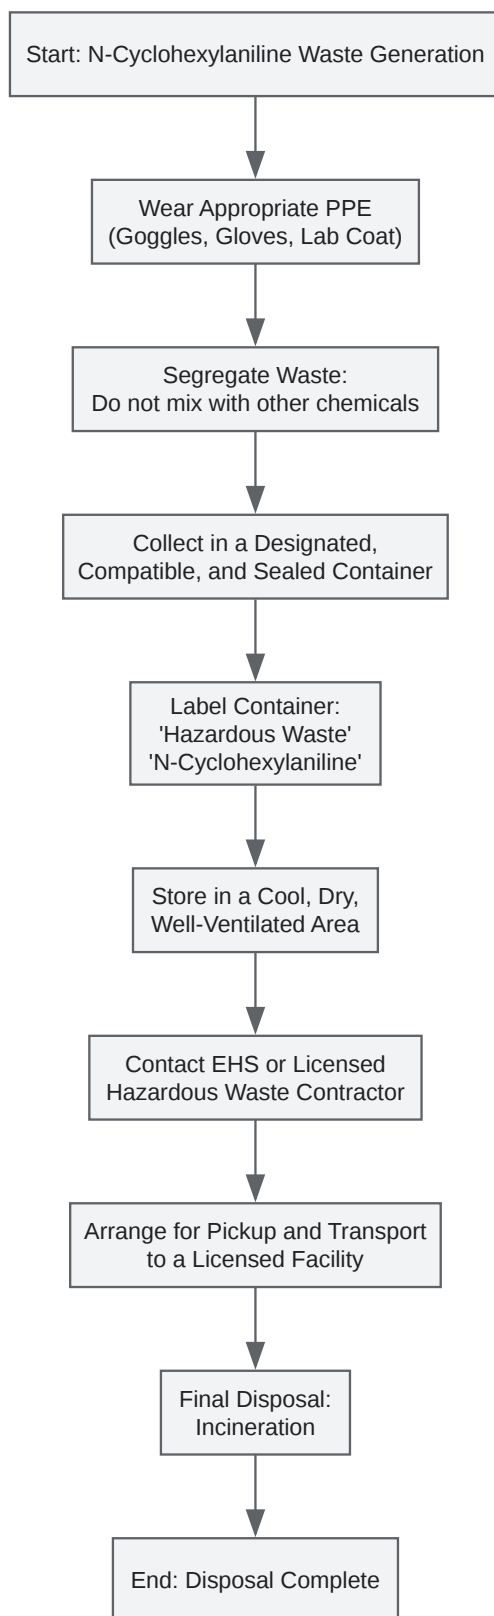 Start: N-Cyclohexylaniline Waste Generation
Wear Appropriate PPE
(Goggles, Gloves, Lab Coat)
Segregate Waste:
Do not mix with other chemicals
Collect in a Designated,
Compatible, and Sealed Container
Label Container:
'Hazardous Waste'
'N-Cyclohexylaniline'
Store in a Cool, Dry,
Well-Ventilated Area
Contact EHS or Licensed
Hazardous Waste Contractor
Arrange for Pickup and Transport
to a Licensed Facility
Final Disposal:
Incineration
End: Disposal Complete